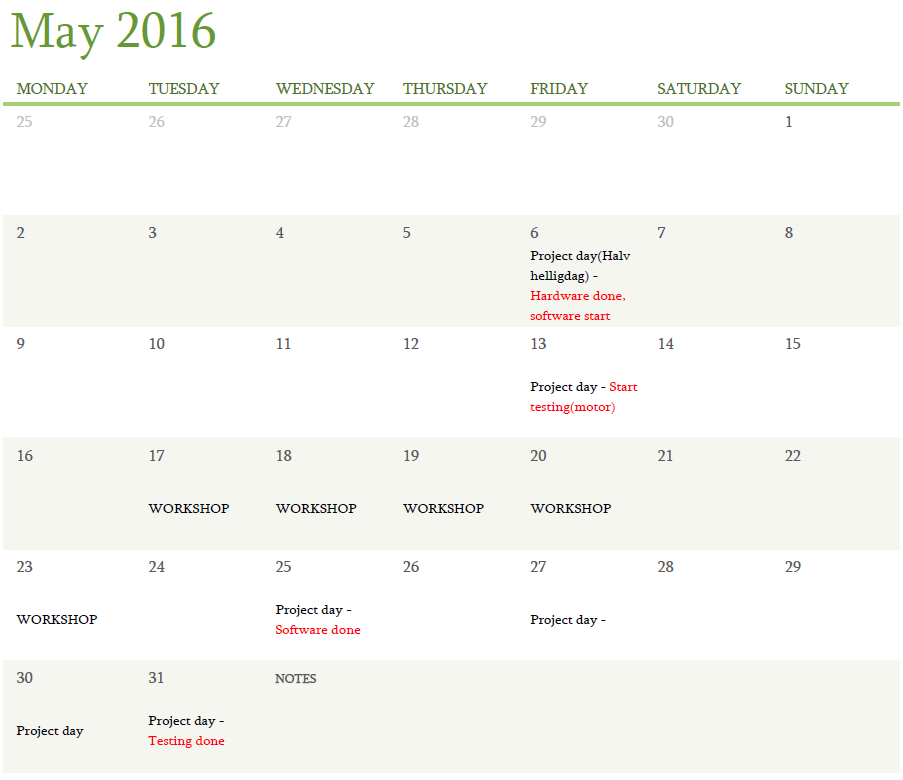 May 2016
MONDAY TUESDAY WEDNESDAY THURSDAY FRIDAY SATURDAY SUNDAY
25 26 27 28 29 30 1
2 3 4 5 6 7 8
Project day(Halv
helligdag) -
Hardware done,
software start
9 10 11 12 13 14 15
Project day - Start
testing(motor)
16 17 18 19 20 21 22
WORKSHOP WORKSHOP WORKSHOP WORKSHOP
23 24 25 26 27 28 29
WORKSHOP
Project day -
Software done
Project day -
30 31 NOTES
Project day
Project day -
Testing done